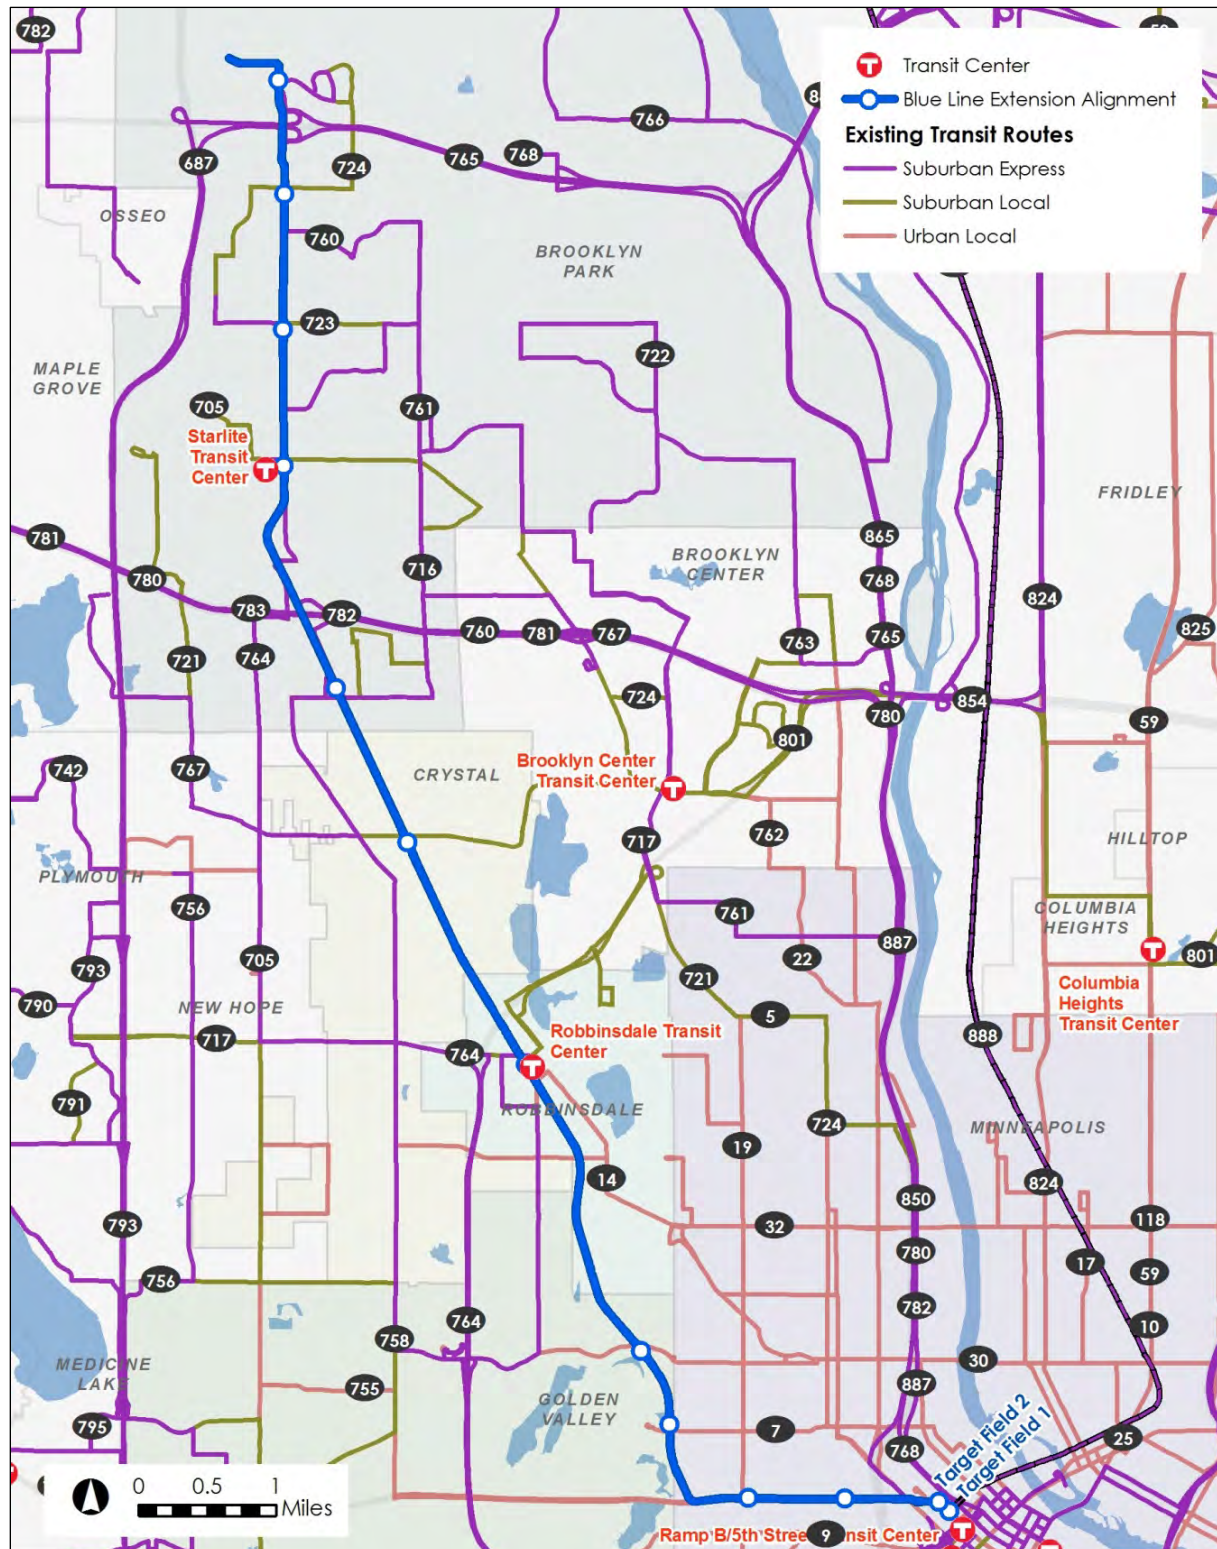 782
Transit Center
Blue Line Extension Alignment
Existing Transit Routes
Suburban Express
Suburban Local
Urban Local
766
687
724
765
768
OSSEO
760
BROOKLYN
PARK
723
722
MAPLE
GROVE
705
761
Starlite
Transit
Center
FRIDLEY
781
865
BROOKLYN
CENTER
780
716
768
824
783
782
760
781
767
763
765
825
721
764
724
780
854
59
801
742
767
CRYSTAL
Brooklyn Center
Transit Center
717
762
HILLTOP
PLYMOUTH
756
761
COLUMBIA
HEIGHTS
887
793
705
22
801
721
790
NEW HOPE
5
Columbia
Heights
Transit Center
717
Robbinsdale Transit
Center
888
764
791
ROBBINSDALE
724
MINNEAPOLIS
19
14
824
793
850
32
118
780
17
59
756
782
764
758
10
30
MEDICINE
LAKE
755
887
GOLDEN
VALLEY
795
7
768
25
Target Field 2
Target Field 1
0 0.5 1
Miles
Ramp B/5th Street Transit Center
9